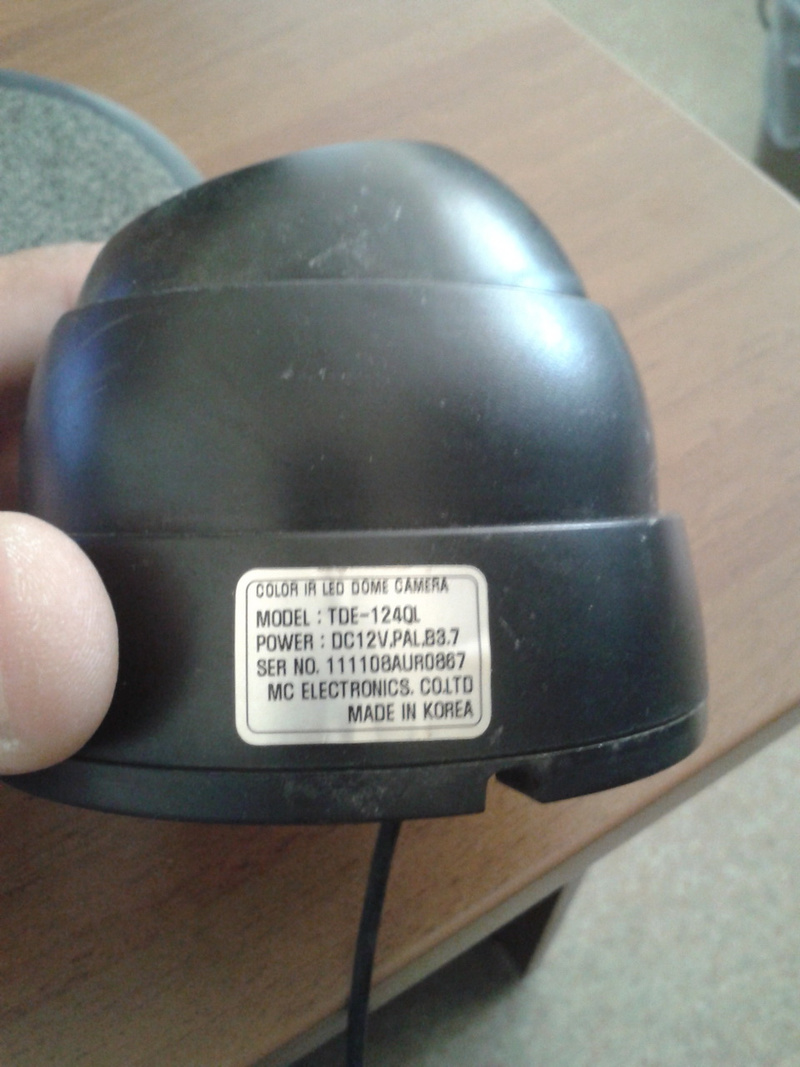 COLOR IR LED DOME CAMERA
MODEL : TDE-124QL
POWER : DC12V,PAL,B3.7
SER NO. 111108AUR0867
MC ELECTRONICS. CO.LTD
MADE IN KOREA